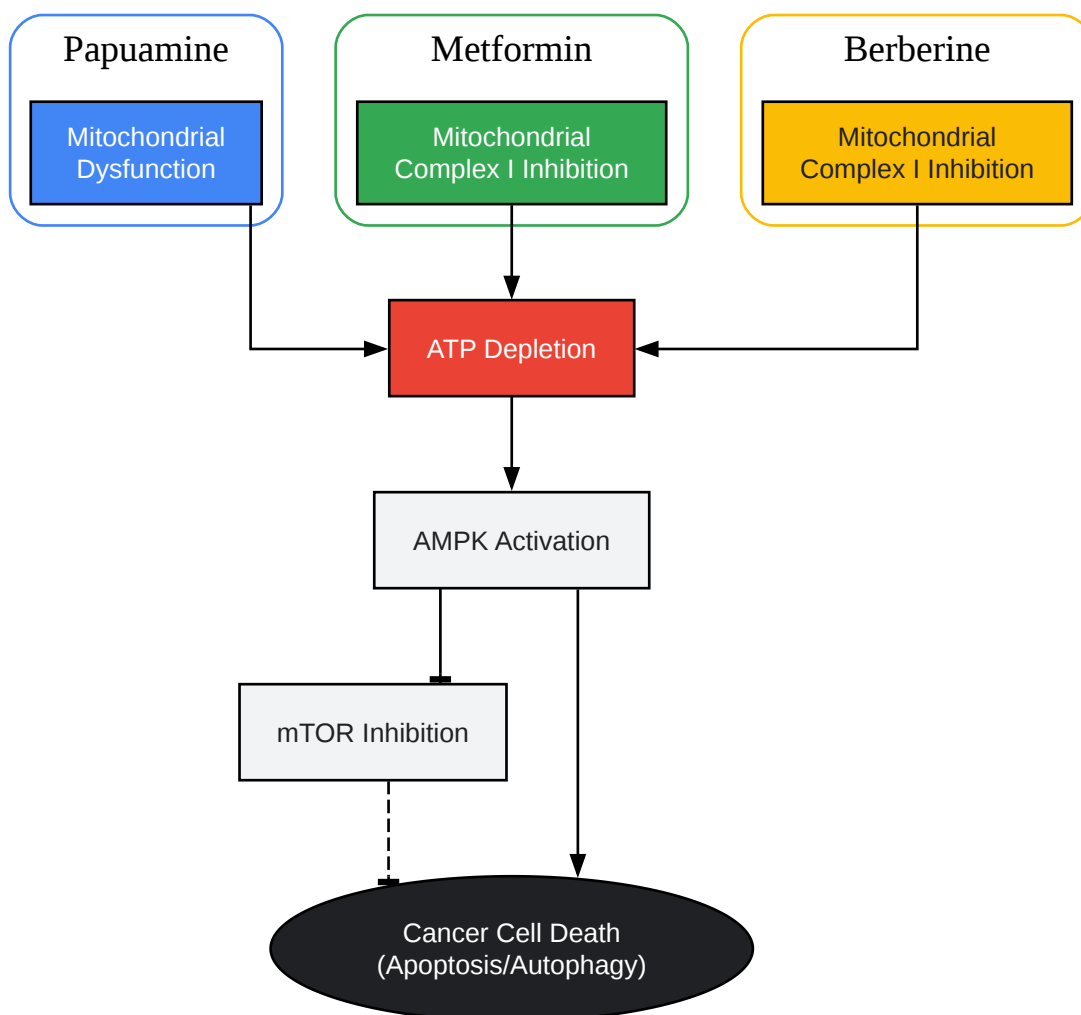 Papuamine
Metformin
Berberine
Mitochondrial
Dysfunction
Mitochondrial
Complex I Inhibition
Mitochondrial
Complex I Inhibition
ATP Depletion
AMPK Activation
mTOR Inhibition
Cancer Cell Death
(Apoptosis/Autophagy)